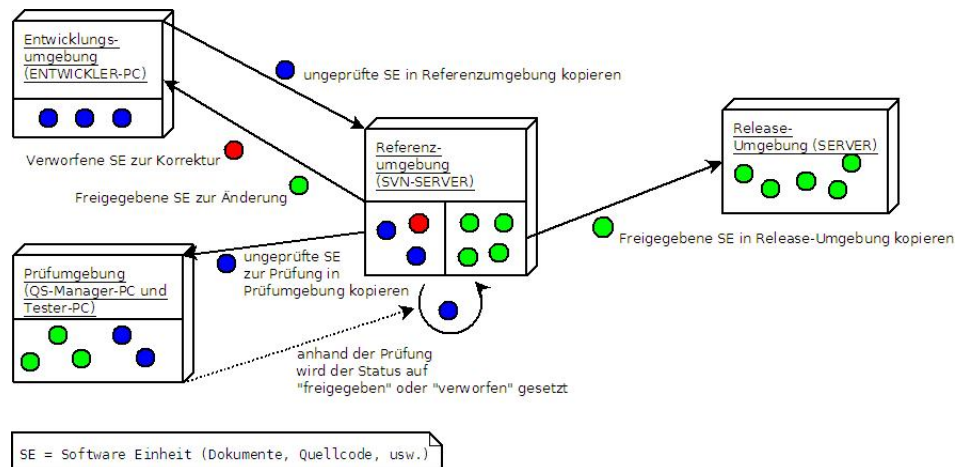 Entwicklungs-
umgebung
(ENTWICKLER-PC)
ungeprüfte SE in Referenzumgebung kopieren
Verworfene SE zur Korrektur
Freigegebene SE zur Änderung
Referenz-
umgebung
(SVN-SERVER)
Release-
Umgebung (SERVER)
Freigegebene SE in Release-Umgebung kopieren
Prüfumgebung
(QS-Manager-PC und
Tester-PC)
ungeprüfte SE
zur Prüfung in
Prüfumgebung kopieren
anhand der Prüfung
wird der Status auf
"freigegeben" oder "verworfen" gesetzt
SE = Software Einheit (Dokumente, Quellcode, usw.)